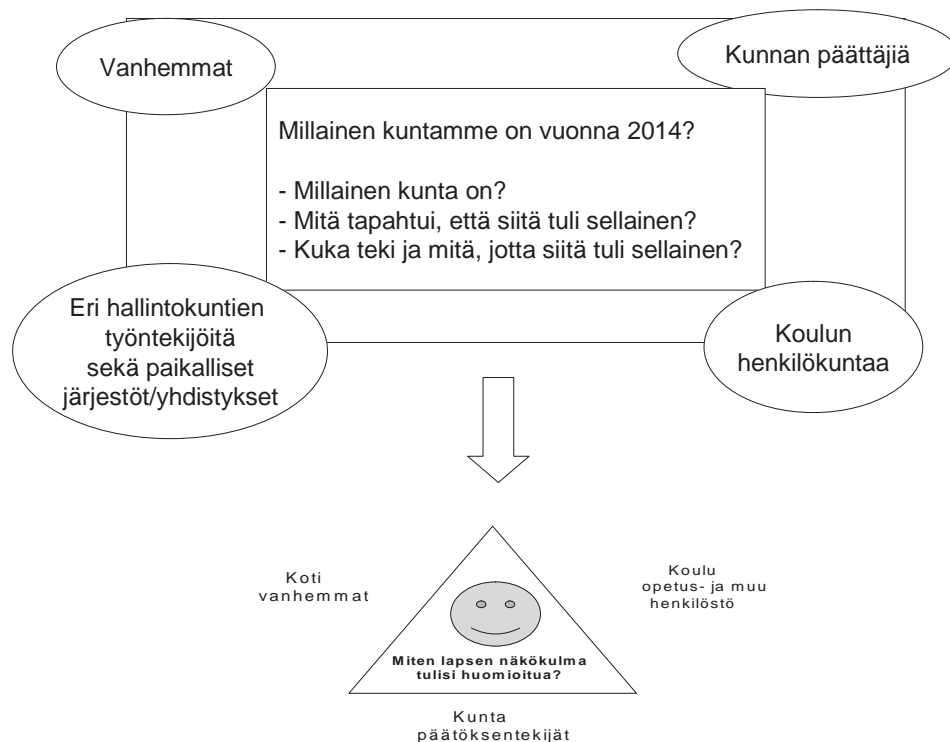 Vanhemmat
Kunnan päättäjiä
Millainen kuntamme on vuonna 2014?
- Millainen kunta on?
- Mitä tapahtui, että siitä tuli sellainen?
- Kuka teki ja mitä, jotta siitä tuli sellainen?
Eri hallintokuntien
työntekijöitä
sekä paikalliset
järjestöt/yhdistykset
Koulun
henkilökuntaa
Koti
vanhemmat
Koulu
opetus- ja muu
henkilöstö
Miten lapsen näkökulma
tulisi huomioitua?
Kunta
päätöksentekijät